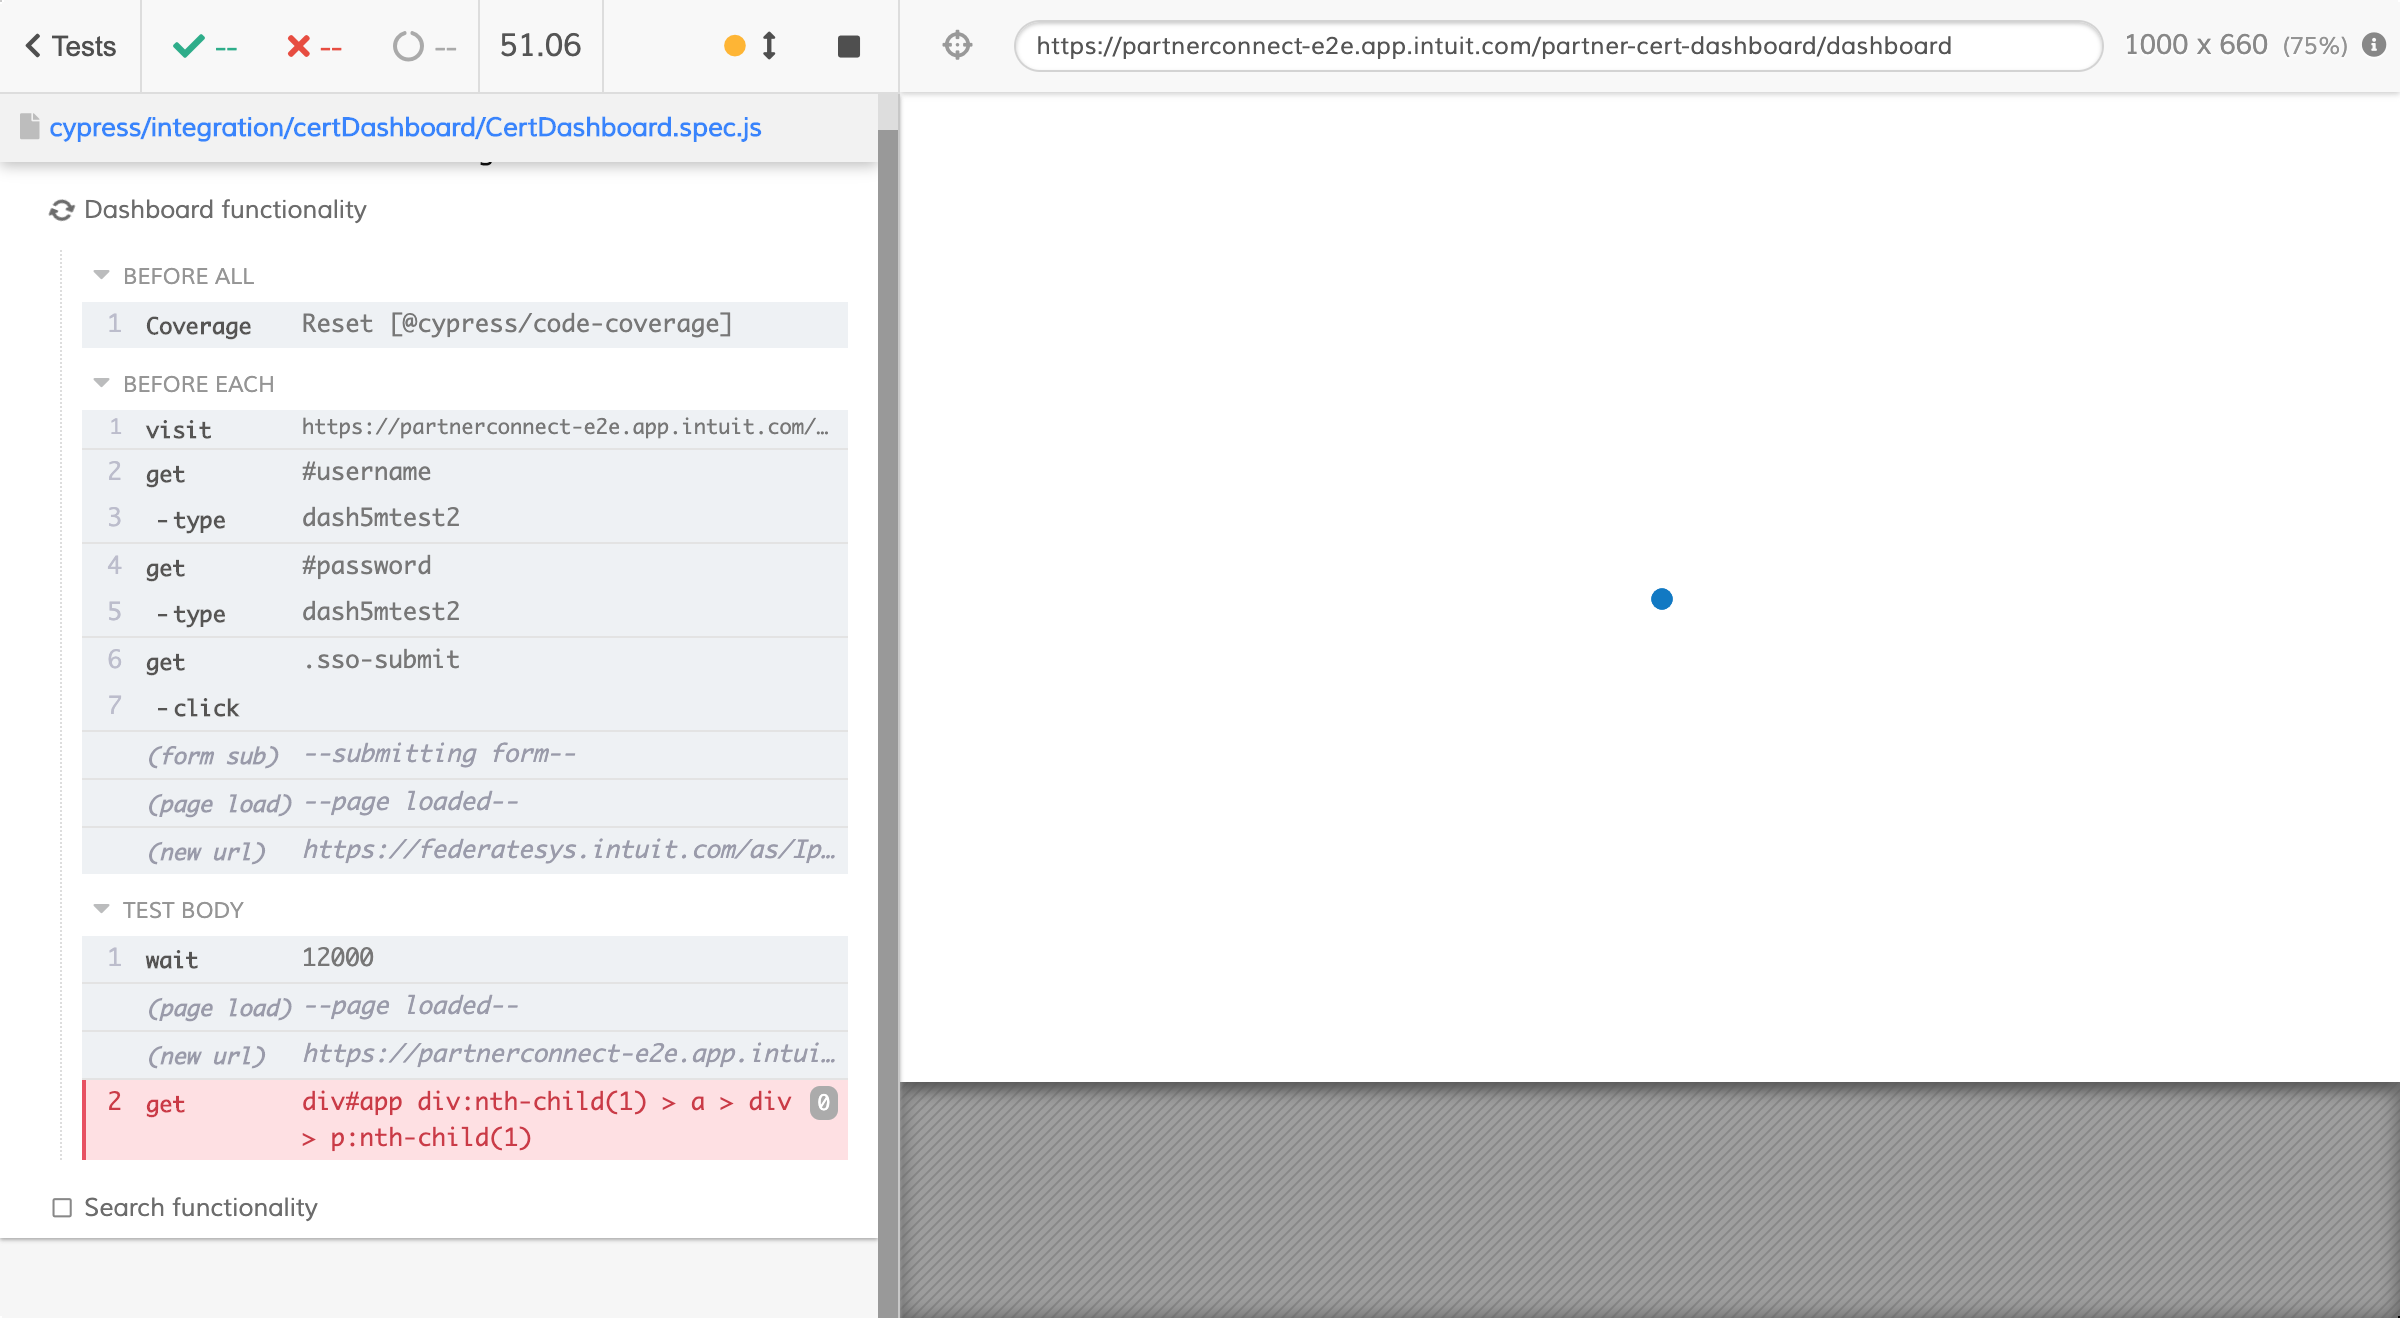 Tests
--
--
--
51.06
https://partnerconnect-e2e.app.intuit.com/partner-cert-dashboard/dashboard
1000 x 660 (75%)
cypress/integration/certDashboard/CertDashboard.spec.js
Dashboard functionality
BEFORE ALL
1 Coverage Reset [@cypress/code-coverage]
BEFORE EACH
1 visit https://partnerconnect-e2e.app.intuit.com/…
2 get #username
3 -type dash5mtest2
4 get #password
5 -type dash5mtest2
6 get .sso-submit
7 -click
(form sub) --submitting form--
(page load) --page loaded--
(new url) https://federatesys.intuit.com/as/Ip…
TEST BODY
1 wait 12000
(page load) --page loaded--
(new url) https://partnerconnect-e2e.app.intui…
2 get div#app div:nth-child(1) > a > div 0
> p:nth-child(1)
Search functionality